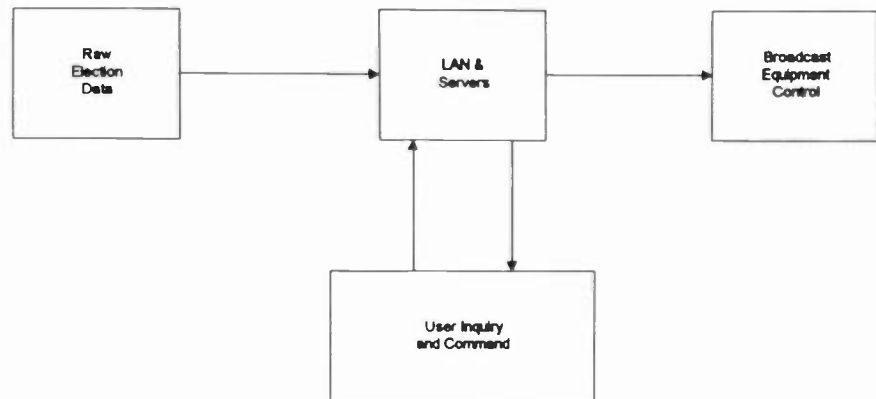 Raw
Election
Data
LAN &
Servers
Broadcast
Equipment
Control
User Inquiry
and Command